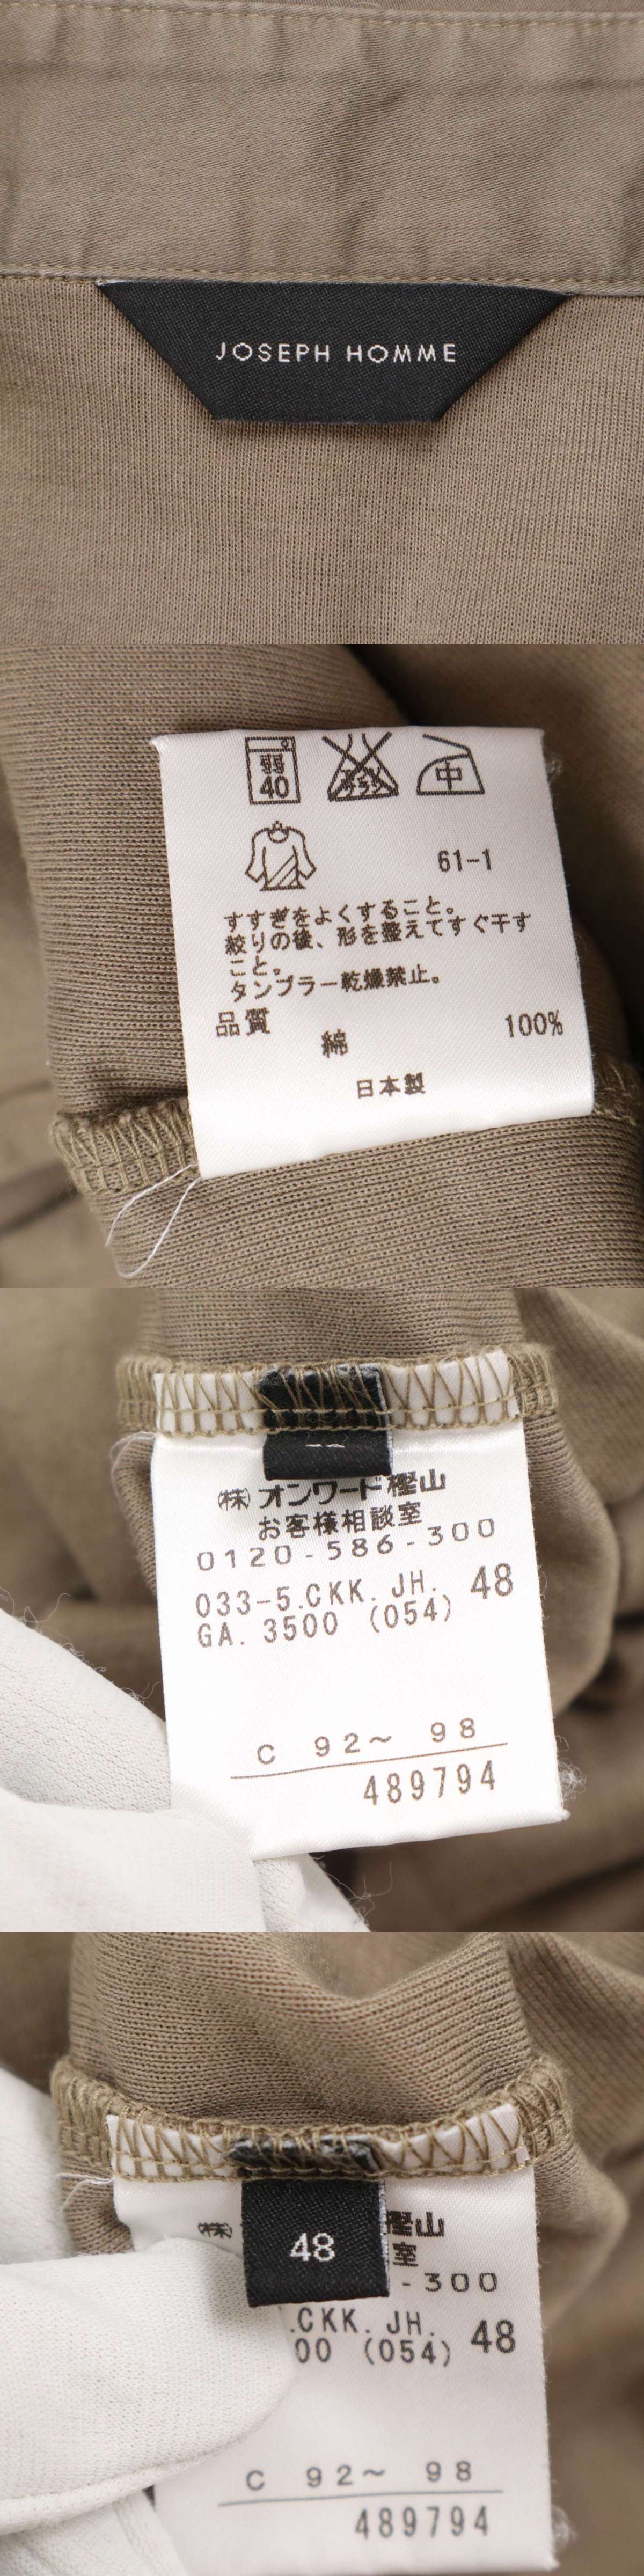 JOSEPH HOMME
弱
40
中
61-1
すすぎをよくすること。
絞りの後、形を整えてすぐ干す
こと。
タンブラー乾燥禁止。
品質
綿 100%
日本製
㈱オンワード樫山
お客様相談室
0120-586-300
033-5.CKK.JH. 48
GA.3500 (054)
C 92~ 98
489794
48
㈱ 樫山
室
-300
.CKK.JH. 48
00 (054)
C 92~ 98
489794